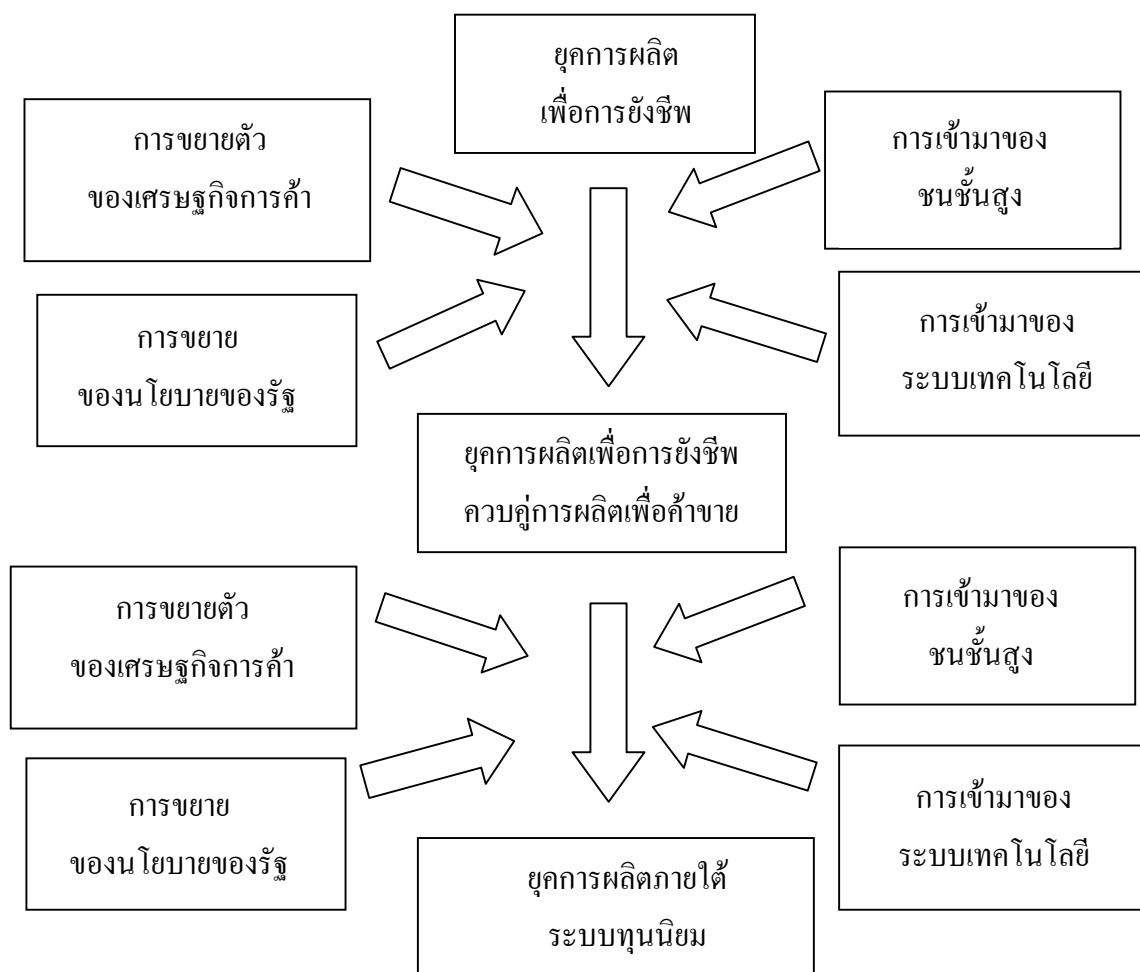 ยุคการผลิต
เพื่อการยังชีพ
การขยายตัว
ของเศรษฐกิจการค้า
การเข้ามาของ
ชนชั้นสูง
การขยาย
ของนโยบายของรัฐ
การเข้ามาของ
ระบบเทคโนโลยี
ยุคการผลิตเพื่อการยังชีพ
ควบคู่การผลิตเพื่อค้าขาย
การขยายตัว
ของเศรษฐกิจการค้า
การเข้ามาของ
ชนชั้นสูง
การขยาย
ของนโยบายของรัฐ
การเข้ามาของ
ระบบเทคโนโลยี
ยุคการผลิตภายใต้
ระบบทุนนิยม